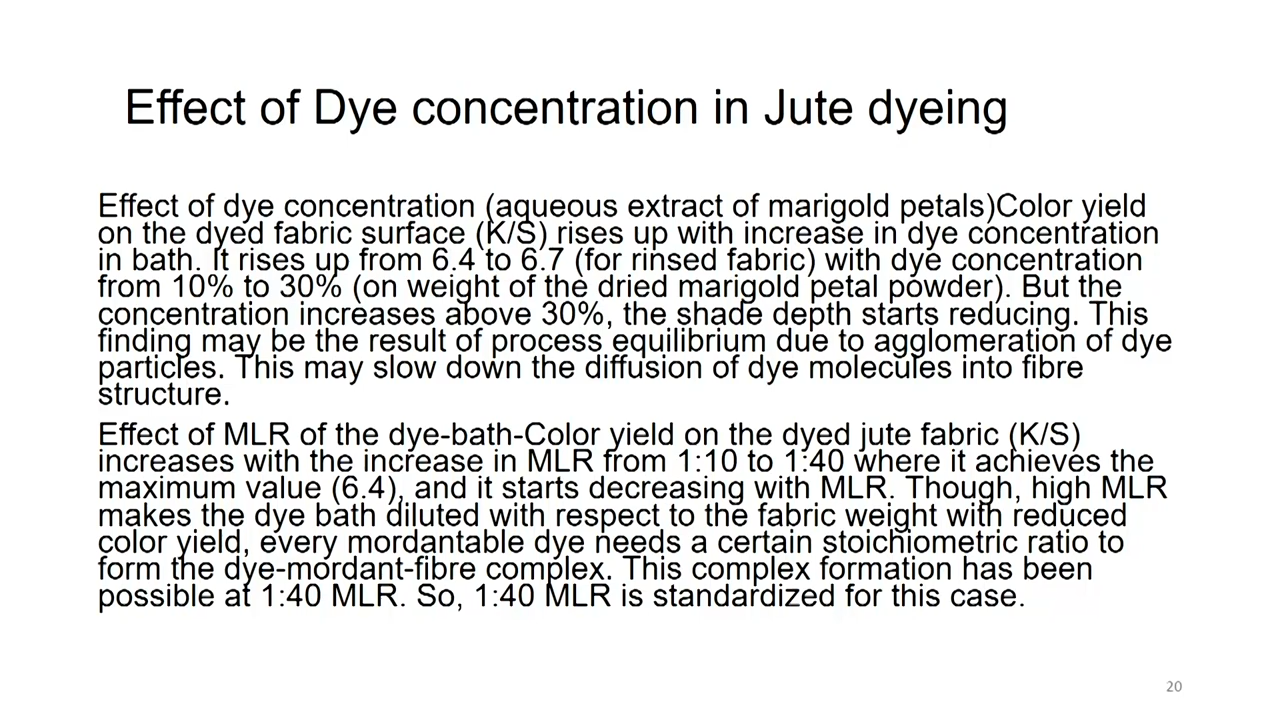 Effect of Dye concentration in Jute dyeing
Effect of dye concentration (aqueous extract of marigold petals)Color yield
on the dyed fabric surface (K/S) rises up with increase in dye concentration
in bath. It rises up from 6.4 to 6.7 (for rinsed fabric) with dye concentration
from 10% to 30% (on weight of the dried marigold petal powder). But the
concentration increases above 30%, the shade depth starts reducing. This
finding may be the result of process equilibrium due to agglomeration of dye
particles. This may slow down the diffusion of dye molecules into fibre
structure.
Effect of MLR of the dye-bath-Color yield on the dyed jute fabric (K/S)
increases with the increase in MLR from 1:10 to 1:40 where it achieves the
maximum value (6.4), and it starts decreasing with MLR. Though, high MLR
makes the dye bath diluted with respect to the fabric weight with reduced
color yield, every mordantable dye needs a certain stoichiometric ratio to
form the dye-mordant-fibre complex. This complex formation has been
possible at 1:40 MLR. So, 1:40 MLR is standardized for this case.
20